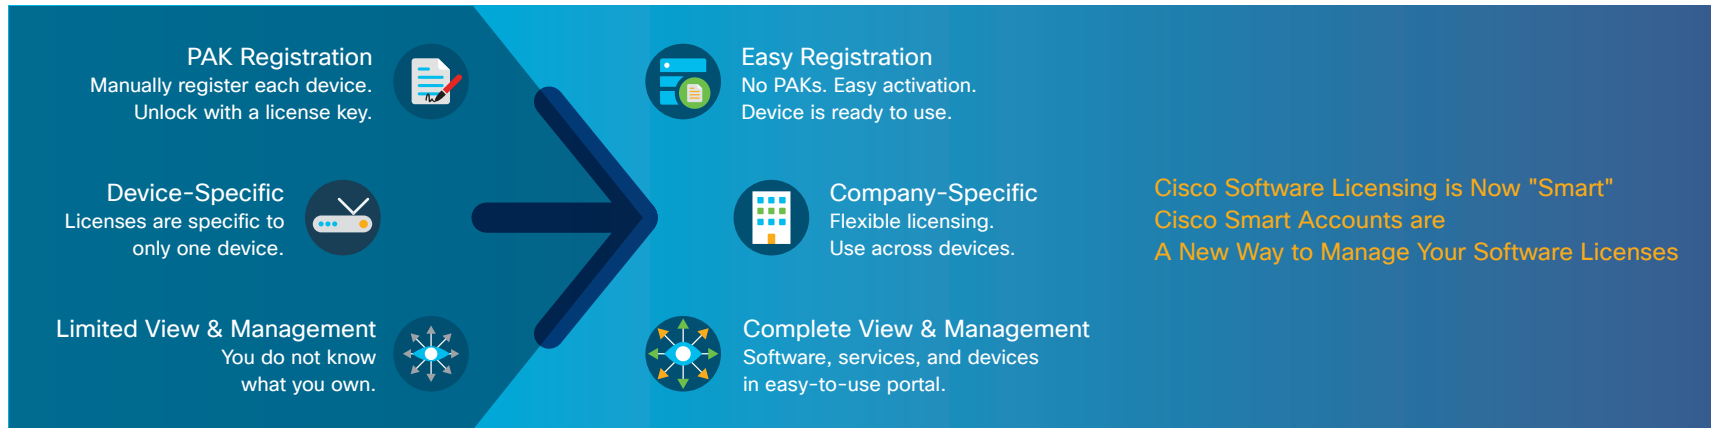 PAK Registration
Manually register each device.
Unlock with a license key.
Device-Specific
Licenses are specific to
only one device.
Limited View & Management
You do not know
what you own.
Easy Registration
No PAKs. Easy activation.
Device is ready to use.
Company-Specific
Flexible licensing.
Use across devices.
Complete View & Management
Software, services, and devices
in easy-to-use portal.
Cisco Software Licensing is Now "Smart"
Cisco Smart Accounts are
A New Way to Manage Your Software Licenses